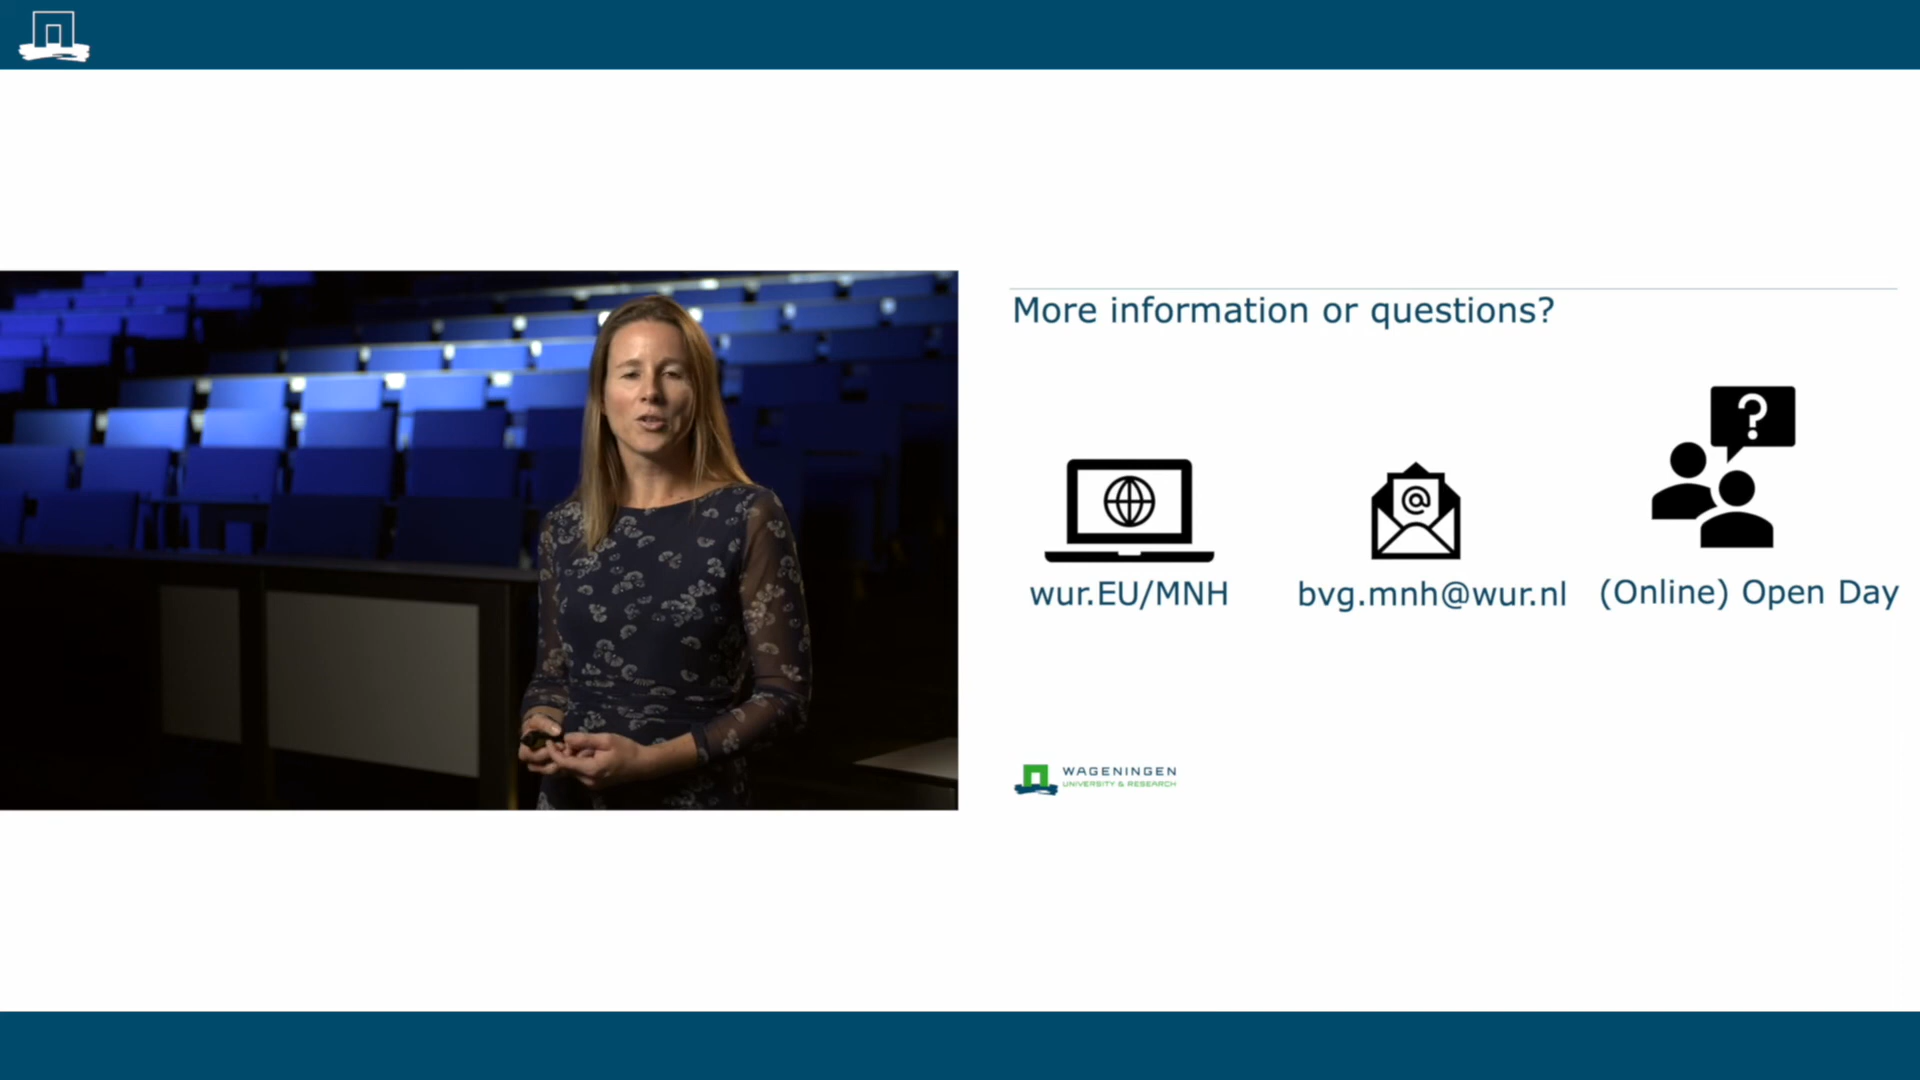 More information or questions?
?
@
wur.EU/MNH
bvg.mnh@wur.nl
(Online) Open Day
WAGENINGEN
UNIVERSITY & RESEARCH